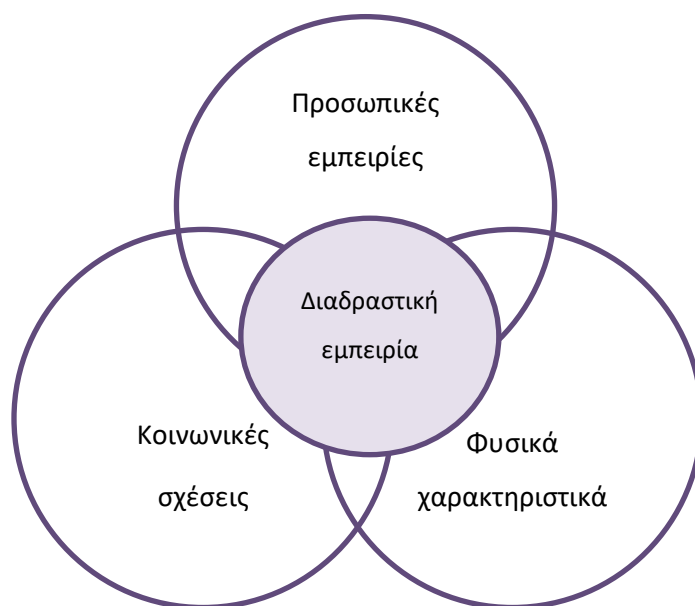 Προσωπικές
εμπειρίες
Διαδραστική
εμπειρία
Κοινωνικές
σχέσεις
Φυσικά
χαρακτηριστικά